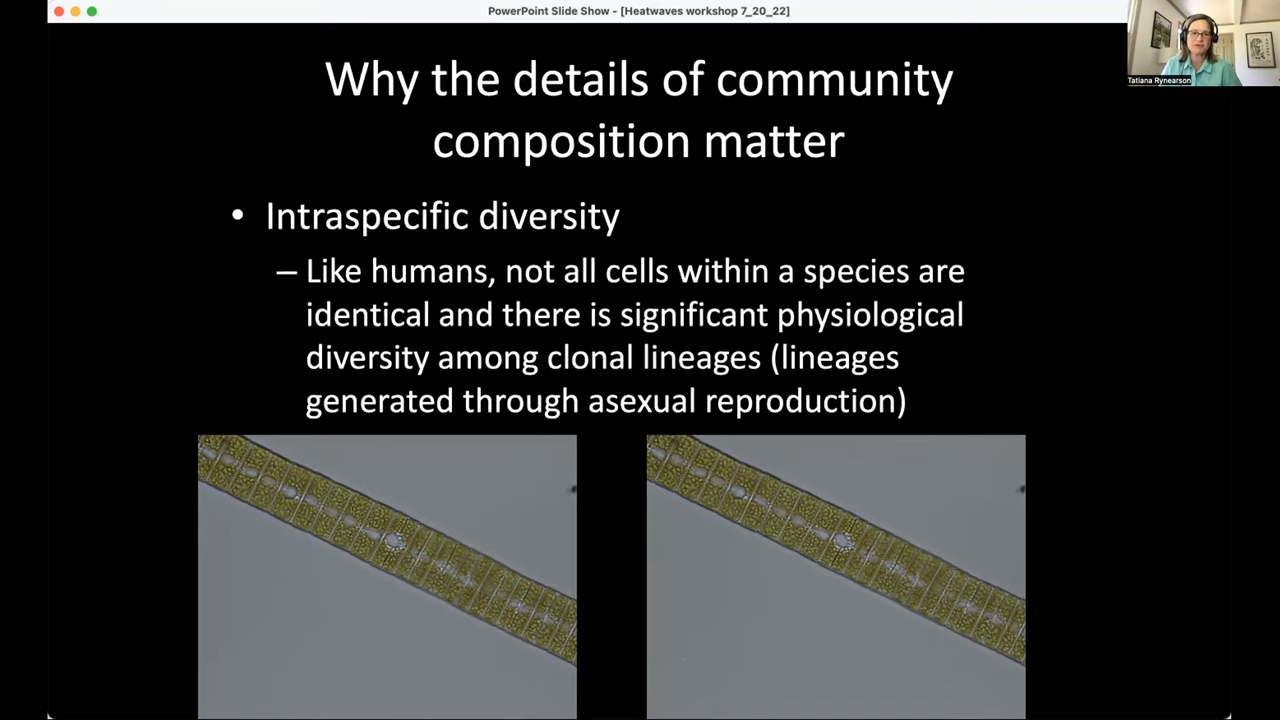 PowerPoint Slide Show - [Heatwaves workshop 7_20_22]
Tatiana Rynearson
Why the details of community
composition matter
• Intraspecific diversity
– Like humans, not all cells within a species are
identical and there is significant physiological
diversity among clonal lineages (lineages
generated through asexual reproduction)